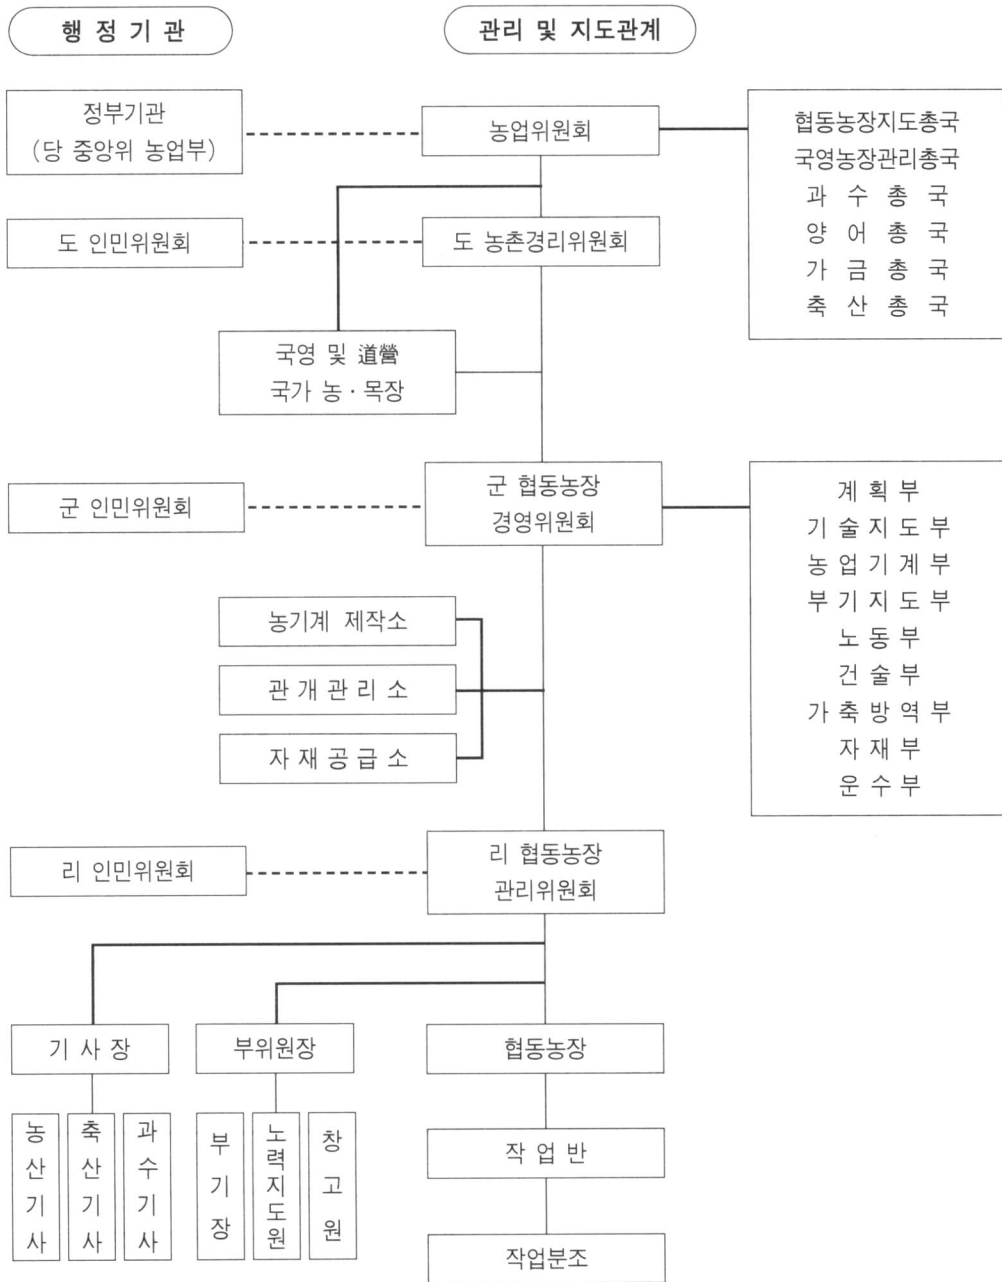 행 정 기 관
관리 및 지도관계
정부기관
(당 중앙위 농업부)
농업위원회
협동농장지도총국
국영농장관리총국
과 수 총 국
양 어 총 국
가 금 총 국
축 산 총 국
도 인민위원회
도 농촌경리위원회
국영 및 道營
국가 농·목장
군 인민위원회
군 협동농장
경영위원회
계 획 부
기 술 지 도 부
농 업 기 계 부
부 기 지 도 부
노 동 부
건 술 부
가 축 방 역 부
자 재 부
운 수 부
농기계 제작소
관 개 관 리 소
자 재 공 급 소
리 인민위원회
리 협동농장
관리위원회
기 사 장
부위원장
협동농장
농산기사
축산기사
과수기사
부기장
노력지도원
창고원
작 업 반
작업분조